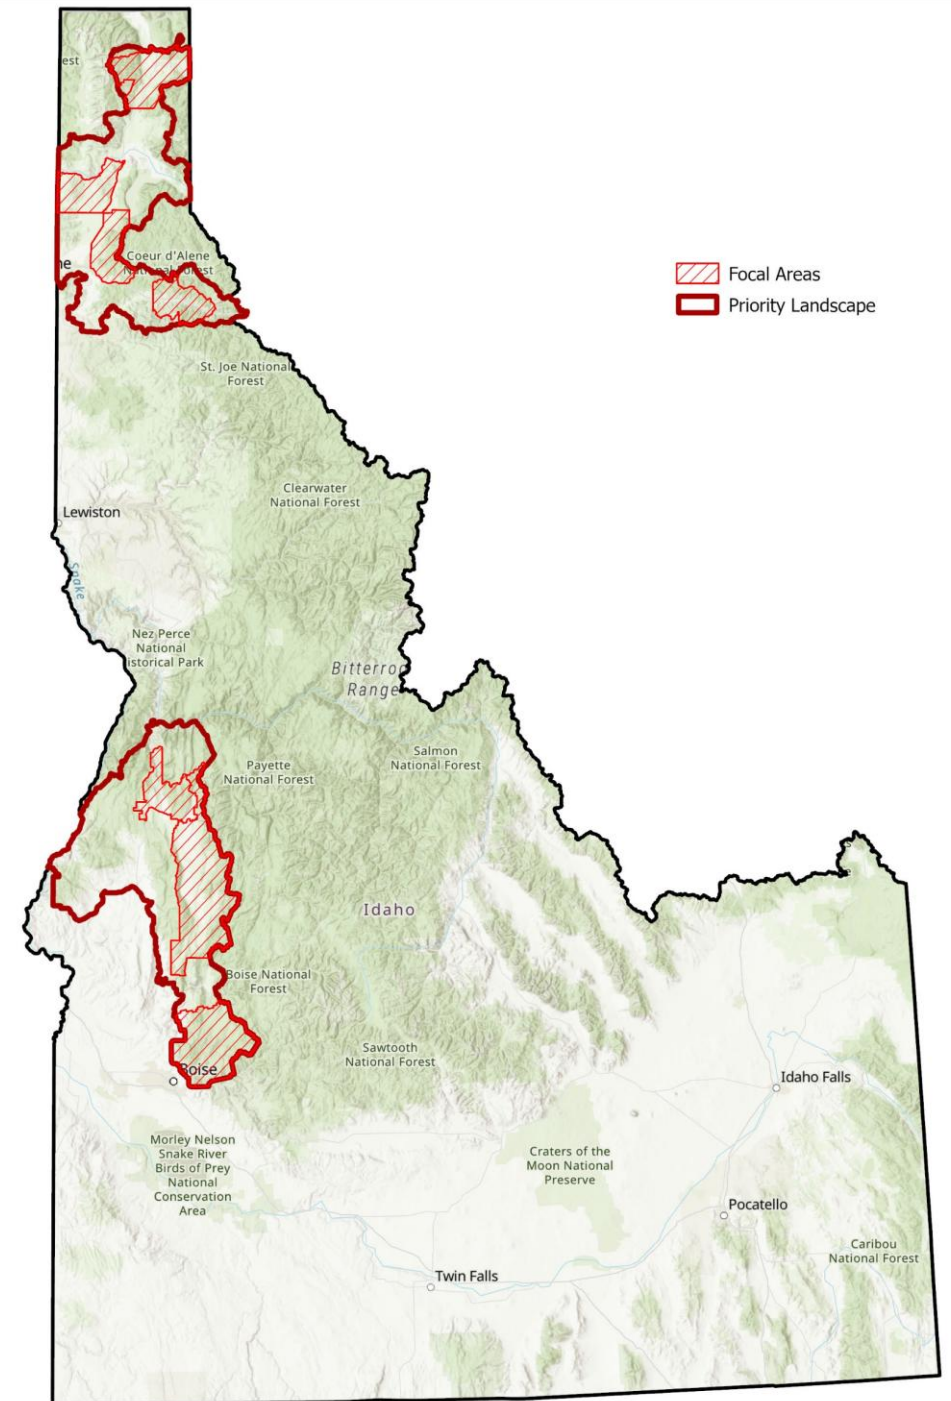 est
Coeur d'Alene
National Forest
ne
Focal Areas
Priority Landscape
St. Joe National
Forest
Clearwater
National Forest
Lewiston
Snake
Nez Perce
National
istorical Park
Bitterroo
Range
Salmon
National Forest
Payette
National Forest
Idaho
Boise National
Forest
Sawtooth
National Forest
Boise
Idaho Falls
Morley Nelson
Snake River
Birds of Prey
National
Conservation
Area
Craters of the
Moon National
Preserve
Pocatello
Caribou
National Forest
Twin Falls